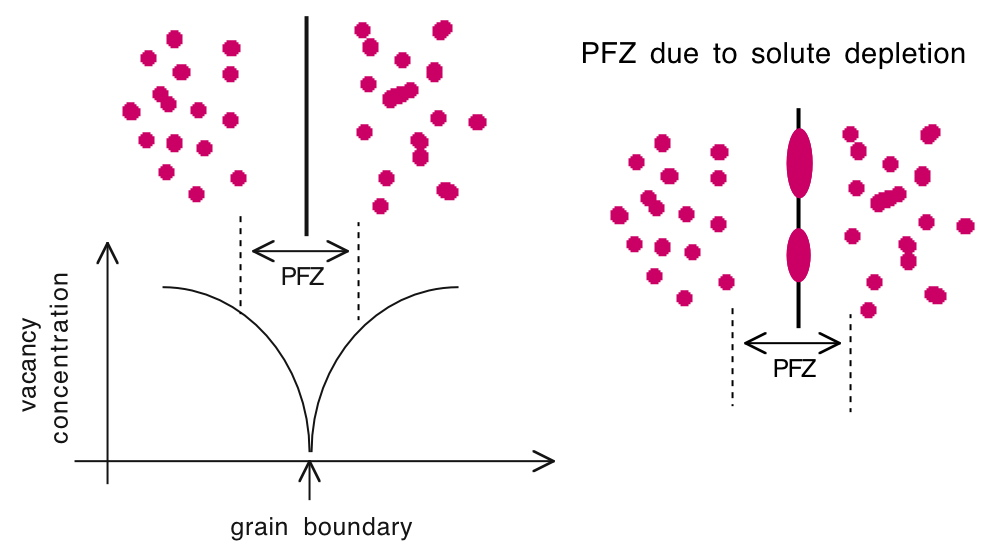 PFZ due to solute depletion
PFZ
vacancy
concentration
grain boundary
PFZ